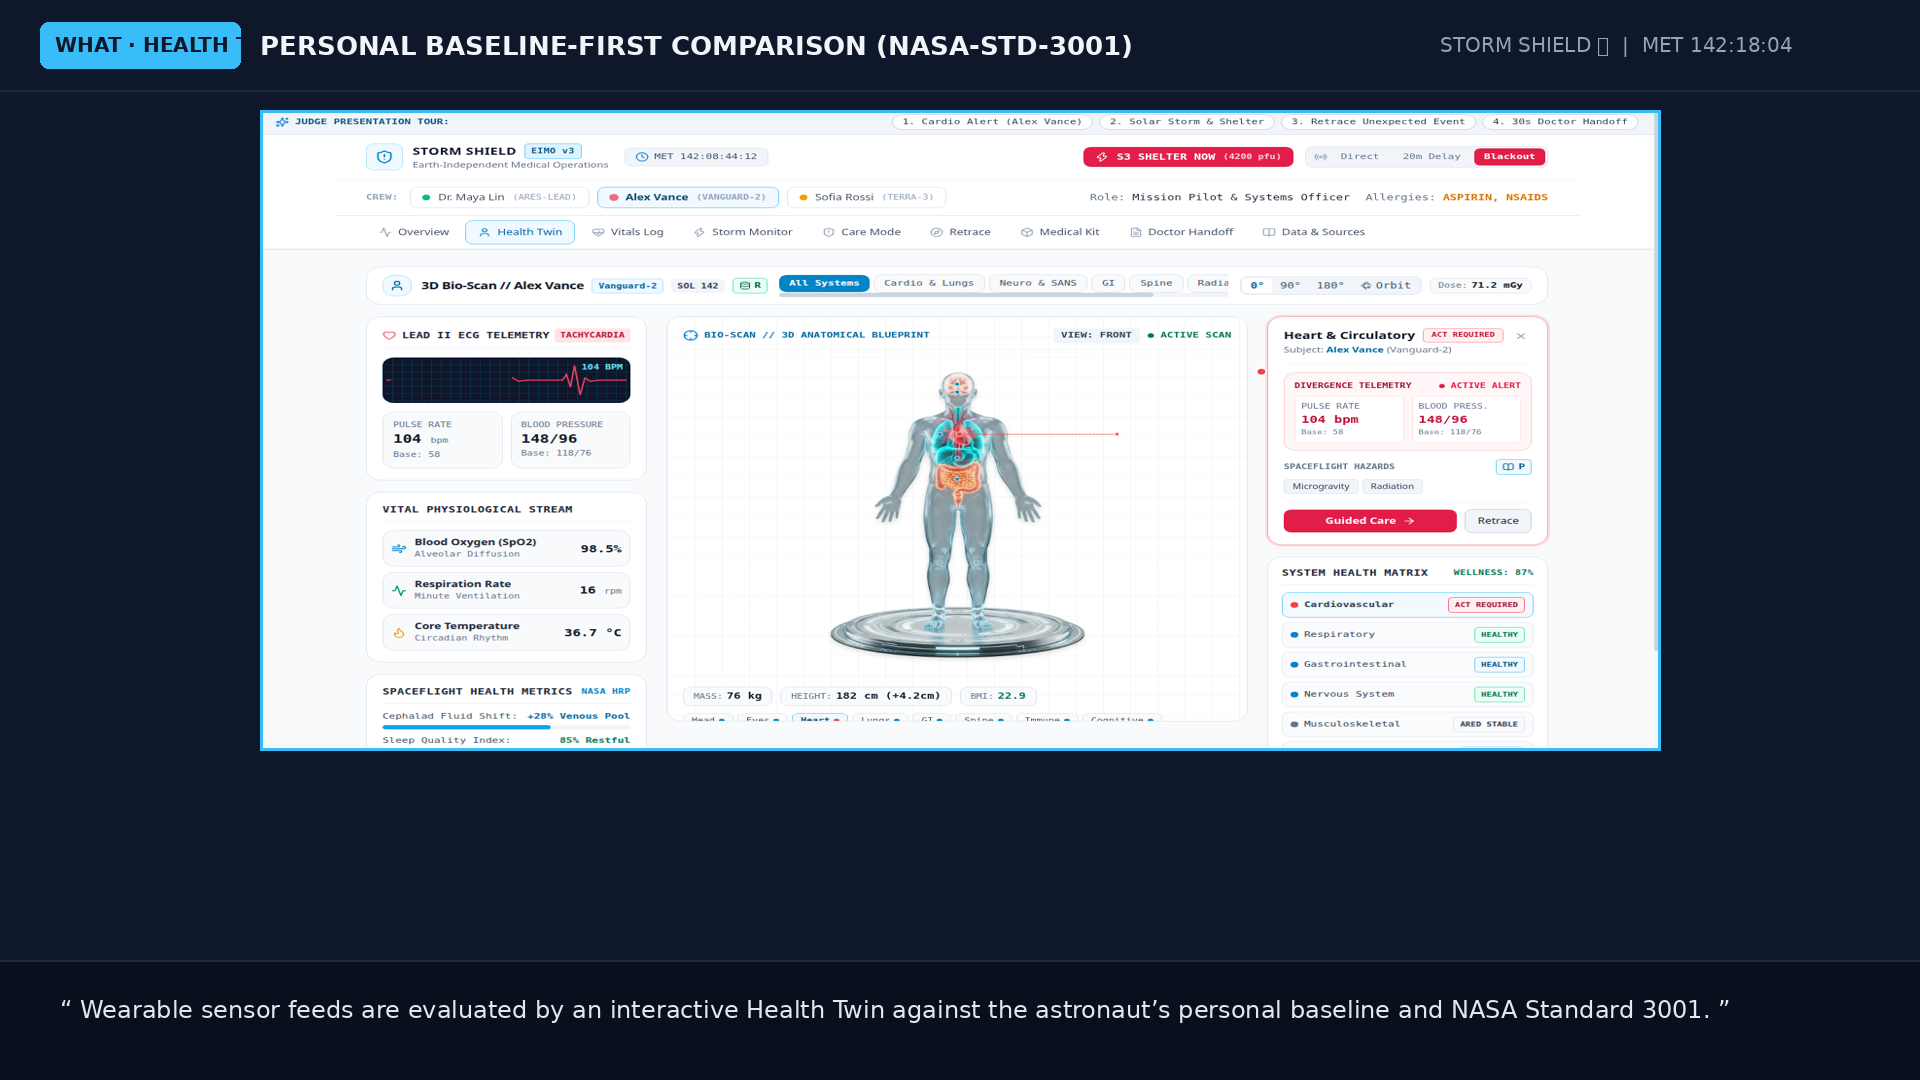 WHAT · HEALTH
PERSONAL BASELINE-FIRST COMPARISON (NASA-STD-3001)
STORM SHIELD | MET 142:18:04
JUDGE PRESENTATION TOUR:
1. Cardio Alert (Alex Vance)
2. Solar Storm & Shelter
3. Retrace Unexpected Event
4. 30s Doctor Handoff
STORM SHIELD EIMO v3
Earth-Independent Medical Operations
MET 142:08:44:12
S3 SHELTER NOW (4200 pfu)
Direct 20m Delay Blackout
CREW: Dr. Maya Lin (ARES-LEAD) Alex Vance (VANGUARD-2) Sofia Rossi (TERRA-3)
Role: Mission Pilot & Systems Officer Allergies: ASPIRIN, NSAIDS
Overview Health Twin Vitals Log Storm Monitor Care Mode Retrace Medical Kit Doctor Handoff Data & Sources
3D Bio-Scan // Alex Vance Vanguard-2 SOL 142 R
All Systems Cardio & Lungs Neuro & SANS GI Spine Radia
0° 90° 180° Orbit Dose: 71.2 mGy
LEAD II ECG TELEMETRY TACHYCARDIA
104 BPM
PULSE RATE
104 bpm
Base: 58
BLOOD PRESSURE
148/96
Base: 118/76
VITAL PHYSIOLOGICAL STREAM
Blood Oxygen (SpO2)
Alveolar Diffusion
98.5%
Respiration Rate
Minute Ventilation
16 rpm
Core Temperature
Circadian Rhythm
36.7 °C
SPACEFLIGHT HEALTH METRICS NASA HRP
Cephalad Fluid Shift: +28% Venous Pool
Sleep Quality Index: 85% Restful
BIO-SCAN // 3D ANATOMICAL BLUEPRINT
VIEW: FRONT ACTIVE SCAN
MASS: 76 kg HEIGHT: 182 cm (+4.2cm) BMI: 22.9
Head Eyes Heart Lungs GI Spine Immune Cognitive
Heart & Circulatory ACT REQUIRED
Subject: Alex Vance (Vanguard-2)
DIVERGENCE TELEMETRY ACTIVE ALERT
PULSE RATE
104 bpm
Base: 58
BLOOD PRESS.
148/96
Base: 118/76
SPACEFLIGHT HAZARDS P
Microgravity Radiation
Guided Care → Retrace
SYSTEM HEALTH MATRIX WELLNESS: 87%
Cardiovascular ACT REQUIRED
Respiratory HEALTHY
Gastrointestinal HEALTHY
Nervous System HEALTHY
Musculoskeletal ARED STABLE
“ Wearable sensor feeds are evaluated by an interactive Health Twin against the astronaut’s personal baseline and NASA Standard 3001. ”